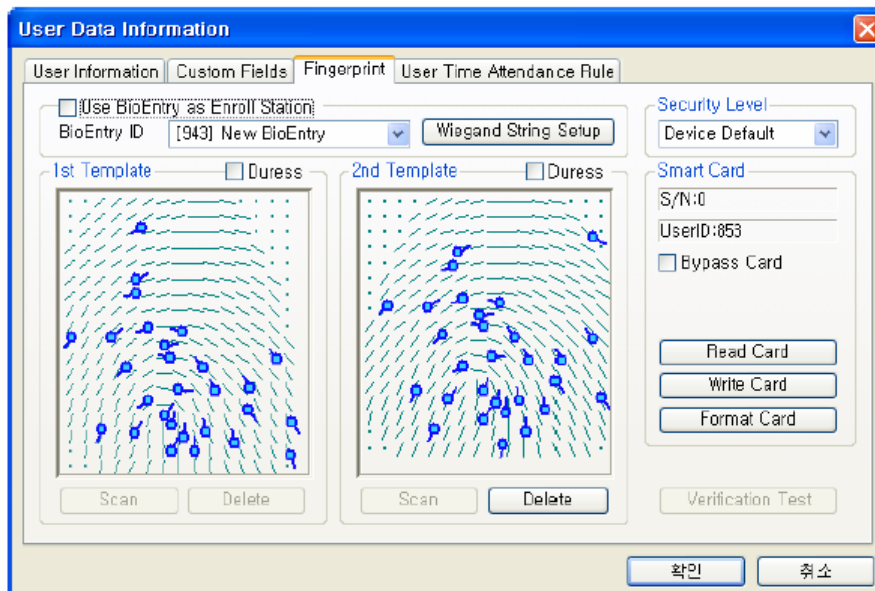 User Data Information
User Information Custom Fields Fingerprint User Time Attendance Rule
Use BioEntry as Enroll Station
BioEntry ID [943] New BioEntry Wiegand String Setup
Security Level
Device Default
1st Template Duress
2nd Template Duress
Smart Card
S/N:0
UserID:853
Bypass Card
Read Card
Write Card
Format Card
Scan Delete
Scan Delete
Verification Test
확인 취소